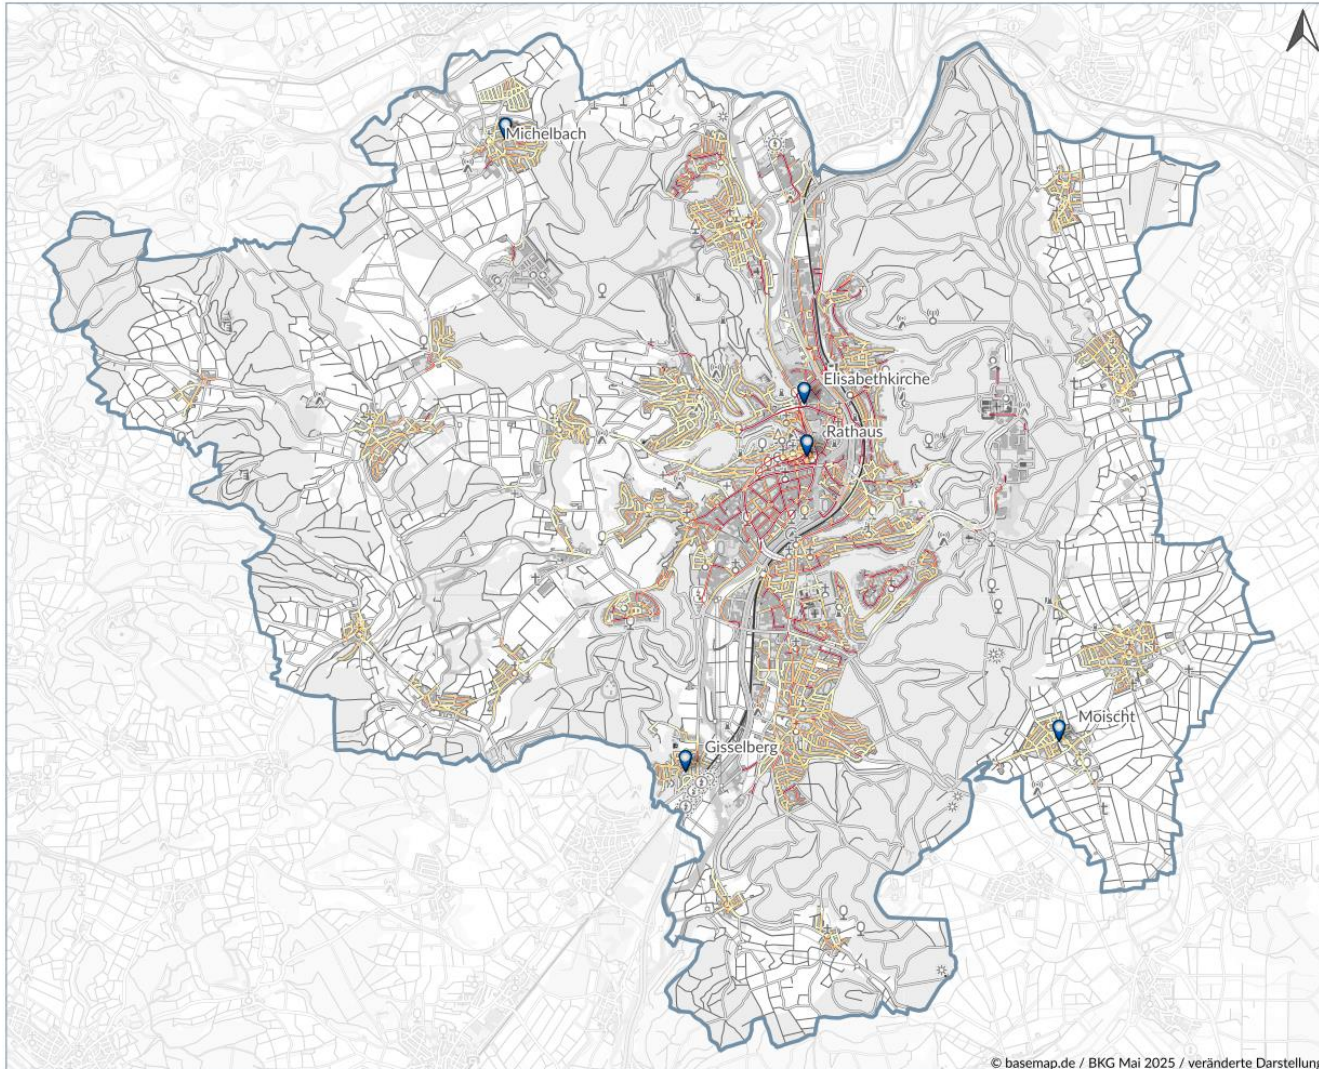 Michelbach
Elisabethkirche
Rathaus
Moischt
Gisselberg
© basemap.de / BKG Mai 2025 / veränderte Darstellung